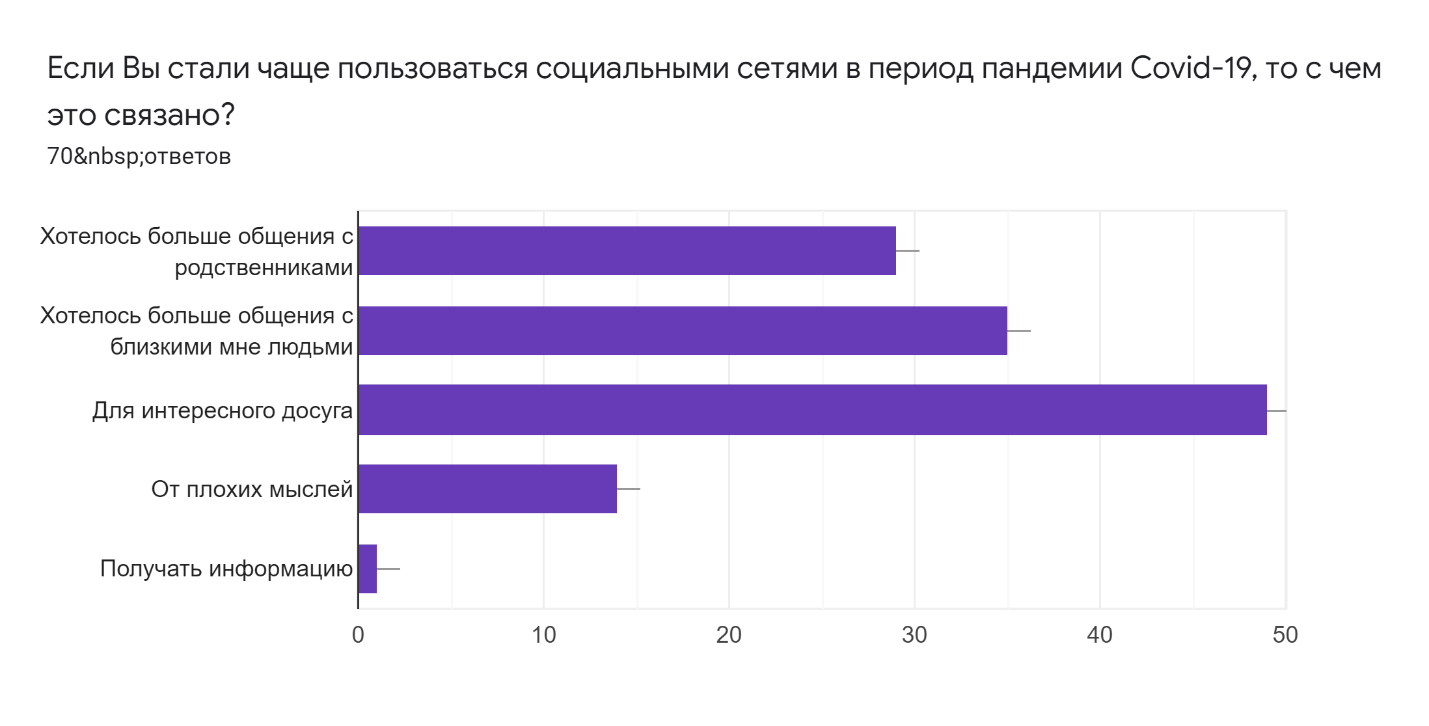 Если Вы стали чаще пользоваться социальными сетями в период пандемии Covid-19, то с чем
это связано?
70&nbsp;ответов
Хотелось больше общения с
родственниками
Хотелось больше общения с
близкими мне людьми
Для интересного досуга
От плохих мыслей
Получать информацию
0 10 20 30 40 50